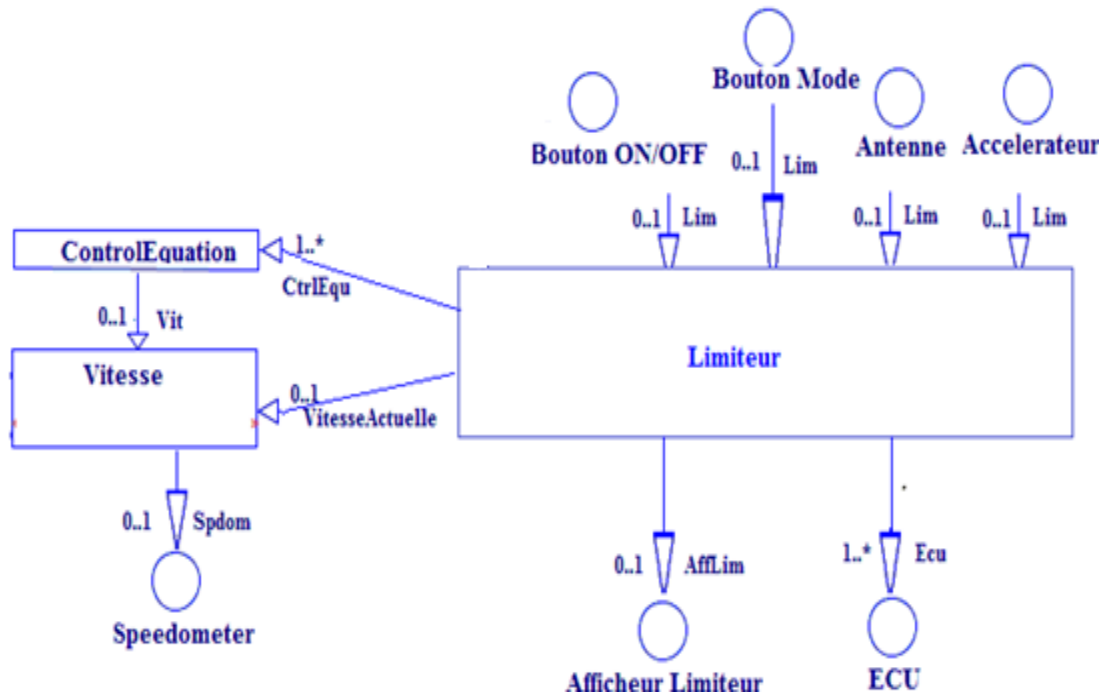 Bouton Mode
Bouton ON/OFF
Antenne
Accelerateur
0..1 Lim
0..1 Lim
0..1 Lim
0..1 Lim
ControlEquation
1..*
CtrlEqu
0..1 Vit
Limiteur
Vitesse
0..1
VitesseActuelle
0..1 Spdom
0..1 AffLim
1..* Ecu
Speedometer
Afficheur Limiteur
ECU